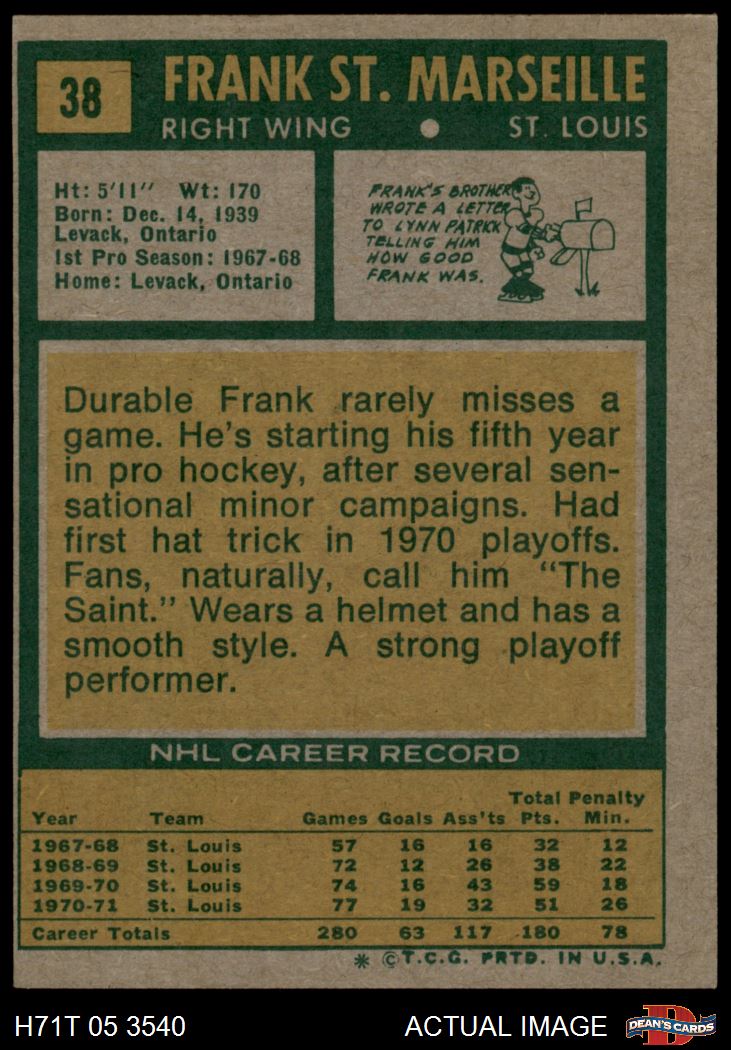 38
FRANK ST. MARSEILLE
RIGHT WING • ST. LOUIS
Ht: 5'11" Wt: 170
Born: Dec. 14, 1939
Levack, Ontario
1st Pro Season: 1967-68
Home: Levack, Ontario
FRANK'S BROTHER
WROTE A LETTER
TO LYNN PATRICK
TELLING HIM
HOW GOOD
FRANK WAS.
Durable Frank rarely misses a
game. He's starting his fifth year
in pro hockey, after several sen-
sational minor campaigns. Had
first hat trick in 1970 playoffs.
Fans, naturally, call him "The
Saint." Wears a helmet and has a
smooth style. A strong playoff
performer.
NHL CAREER RECORD
Total Penalty
Year Team Games Goals Ass'ts Pts. Min.
1967-68 St. Louis 57 16 16 32 12
1968-69 St. Louis 72 12 26 38 22
1969-70 St. Louis 74 16 43 59 18
1970-71 St. Louis 77 19 32 51 26
Career Totals 280 63 117 180 78
* © T.C.G. PRTD. IN U.S.A.
H71T 05 3540 ACTUAL IMAGE D DEAN'S CARDS